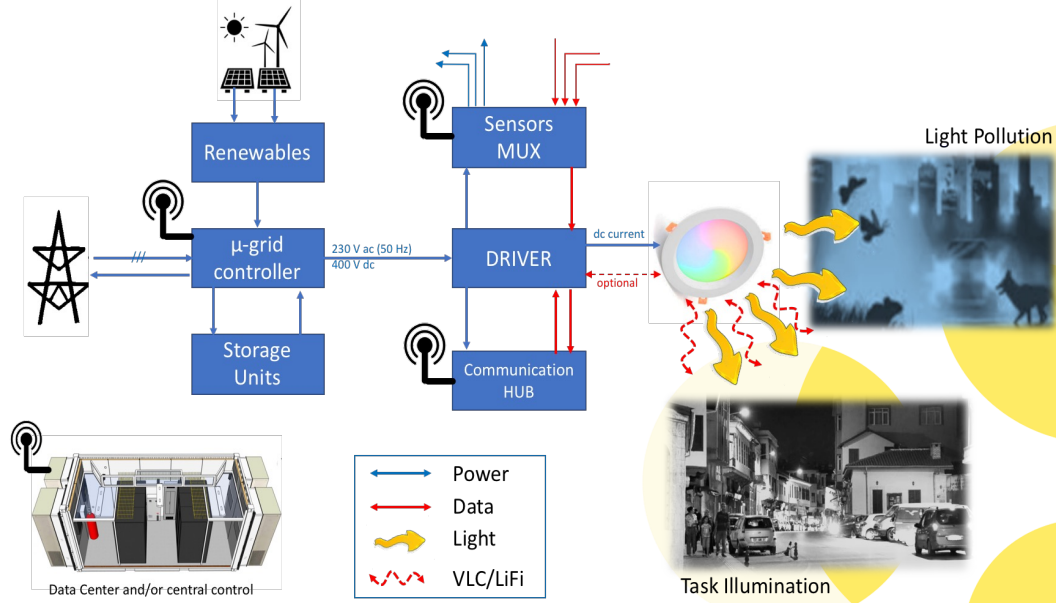 Sensors
MUX
Light Pollution
Renewables
μ-grid
controller
230 V ac (50 Hz)
400 V dc
DRIVER
dc current
optional
Storage
Units
Communication
HUB
Power
Data
Light
VLC/LiFi
Data Center and/or central control
Task Illumination